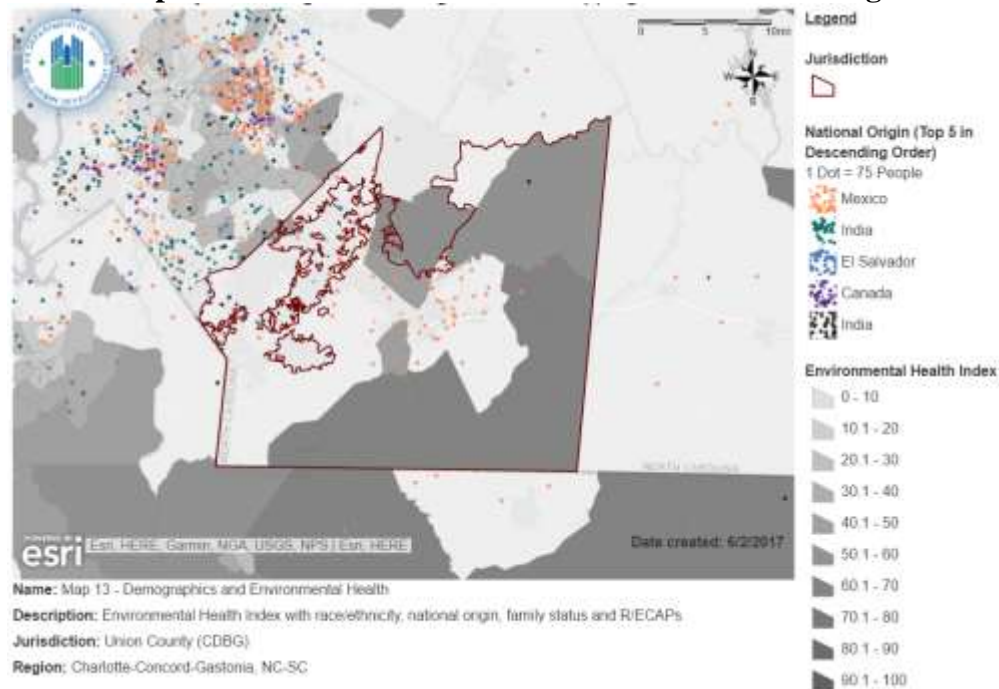 Legend
0 5 10mi
Jurisdiction
N
W E
S
National Origin (Top 5 in
Descending Order)
1 Dot = 75 People
Mexico
India
El Salvador
Canada
India
Environmental Health Index
0 - 10
10.1 - 20
20.1 - 30
30.1 - 40
40.1 - 50
50.1 - 60
60.1 - 70
70.1 - 80
80.1 - 90
90.1 - 100
NORTH CAROLINA
esri
Esri, HERE, Garmin, NGA, USGS, NPS | Esri, HERE
Date created: 6/2/2017
Name: Map 13 - Demographics and Environmental Health
Description: Environmental Health Index with race/ethnicity, national origin, family status and R/ECAPs
Jurisdiction: Union County (CDBG)
Region: Charlotte-Concord-Gastonia, NC-SC